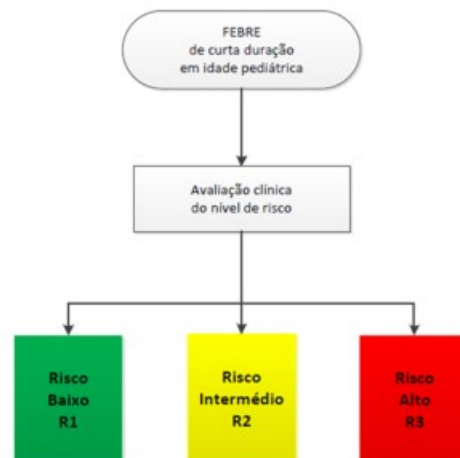 FEBRE
de curta duração
em idade pediátrica
Avaliação clínica
do nível de risco
Risco
Baixo
R1
Risco
Intermédio
R2
Risco
Alto
R3